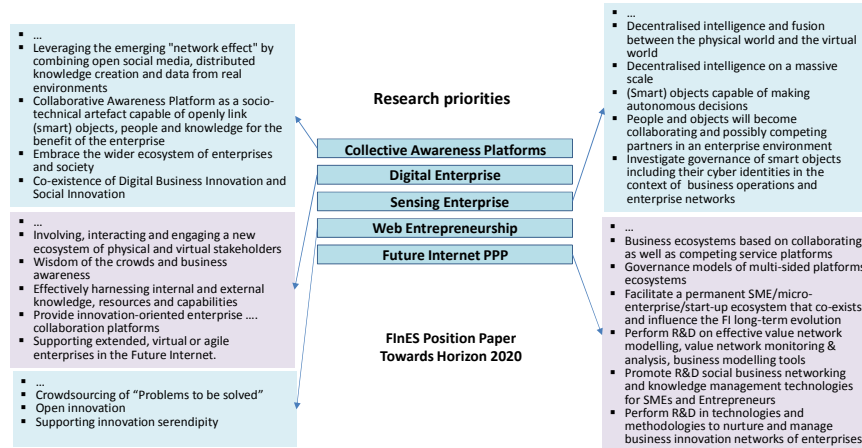 ▪ ...
▪ Leveraging the emerging "network effect" by
combining open social media, distributed
knowledge creation and data from real
environments
▪ Collaborative Awareness Platform as a socio-
technical artefact capable of openly link
(smart) objects, people and knowledge for the
benefit of the enterprise
▪ Embrace the wider ecosystem of enterprises
and society
▪ Co-existence of Digital Business Innovation and
Social Innovation
▪ ...
▪ Involving, interacting and engaging a new
ecosystem of physical and virtual stakeholders
▪ Wisdom of the crowds and business
awareness
▪ Effectively harnessing internal and external
knowledge, resources and capabilities
▪ Provide innovation-oriented enterprise ....
collaboration platforms
▪ Supporting extended, virtual or agile
enterprises in the Future Internet.
▪ ...
▪ Crowdsourcing of “Problems to be solved”
▪ Open innovation
▪ Supporting innovation serendipity
Research priorities
Collective Awareness Platforms
Digital Enterprise
Sensing Enterprise
Web Entrepreneurship
Future Internet PPP
FInES Position Paper
Towards Horizon 2020
▪ ...
▪ Decentralised intelligence and fusion
between the physical world and the virtual
world
▪ Decentralised intelligence on a massive
scale
▪ (Smart) objects capable of making
autonomous decisions
▪ People and objects will become
collaborating and possibly competing
partners in an enterprise environment
▪ Investigate governance of smart objects
including their cyber identities in the
context of business operations and
enterprise networks
▪ ...
▪ Business ecosystems based on collaborating
as well as competing service platforms
▪ Governance models of multi-sided platforms
ecosystems
▪ Facilitate a permanent SME/micro-
enterprise/start-up ecosystem that co-exists
and influence the FI long-term evolution
▪ Perform R&D on effective value network
modelling, value network monitoring &
analysis, business modelling tools
▪ Promote R&D social business networking
and knowledge management technologies
for SMEs and Entrepreneurs
▪ Perform R&D in technologies and
methodologies to nurture and manage
business innovation networks of enterprises